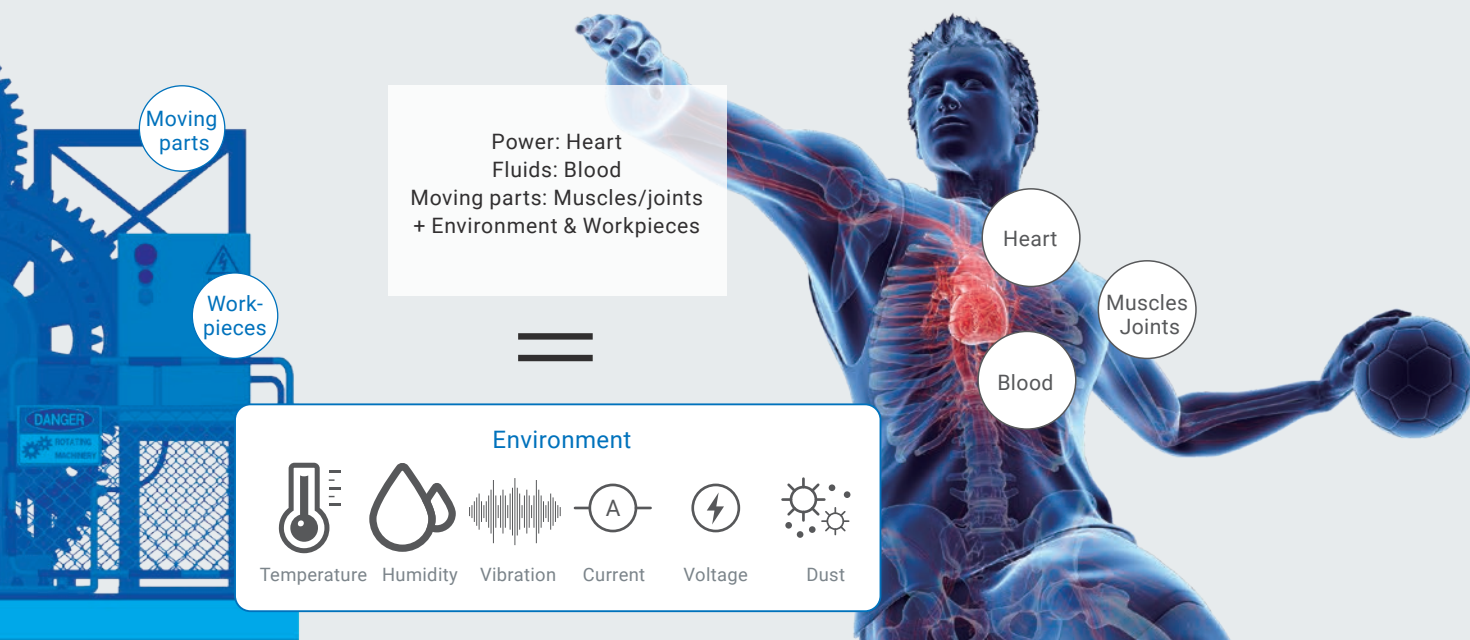 Moving
parts
Work-
pieces
DANGER
ROTATING
MACHINERY
Power: Heart
Fluids: Blood
Moving parts: Muscles/joints
+ Environment & Workpieces
Heart
Muscles
Joints
Blood
Environment
A
Temperature Humidity Vibration Current Voltage Dust